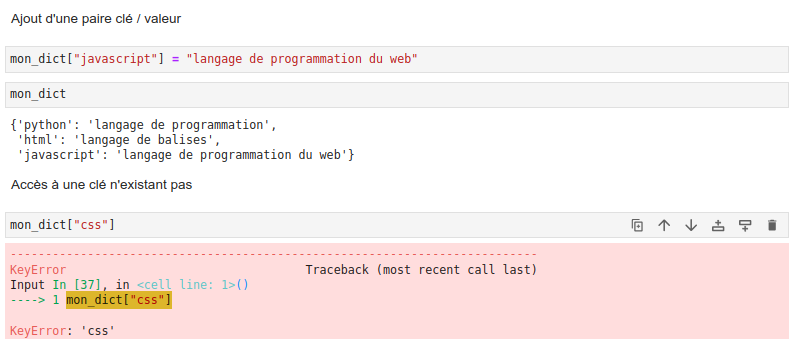 Ajout d'une paire clé / valeur
mon_dict["javascript"] = "langage de programmation du web"
mon_dict
{'python': 'langage de programmation',
 'html': 'langage de balises',
 'javascript': 'langage de programmation du web'}
Accès à une clé n'existant pas
mon_dict["css"]
---------------------------------------------------------------------------
KeyError                                  Traceback (most recent call last)
Input In [37], in <cell line: 1>()
----> 1 mon_dict["css"]
KeyError: 'css'